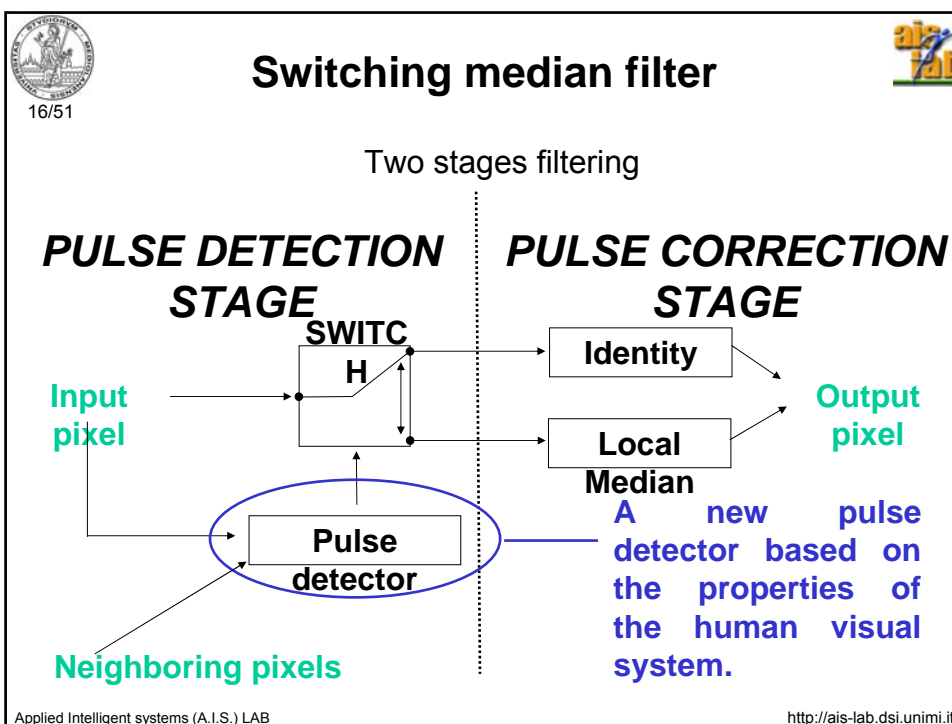 Switching median filter
ais
lab
16/51
Two stages filtering
PULSE DETECTION
STAGE
PULSE CORRECTION
STAGE
SWITC
H
Identity
Input
pixel
Output
pixel
Local
Median
Pulse
detector
A new pulse
detector based on
the properties of
the human visual
system.
Neighboring pixels
Applied Intelligent systems (A.I.S.) LAB
http://ais-lab.dsi.unimi.it